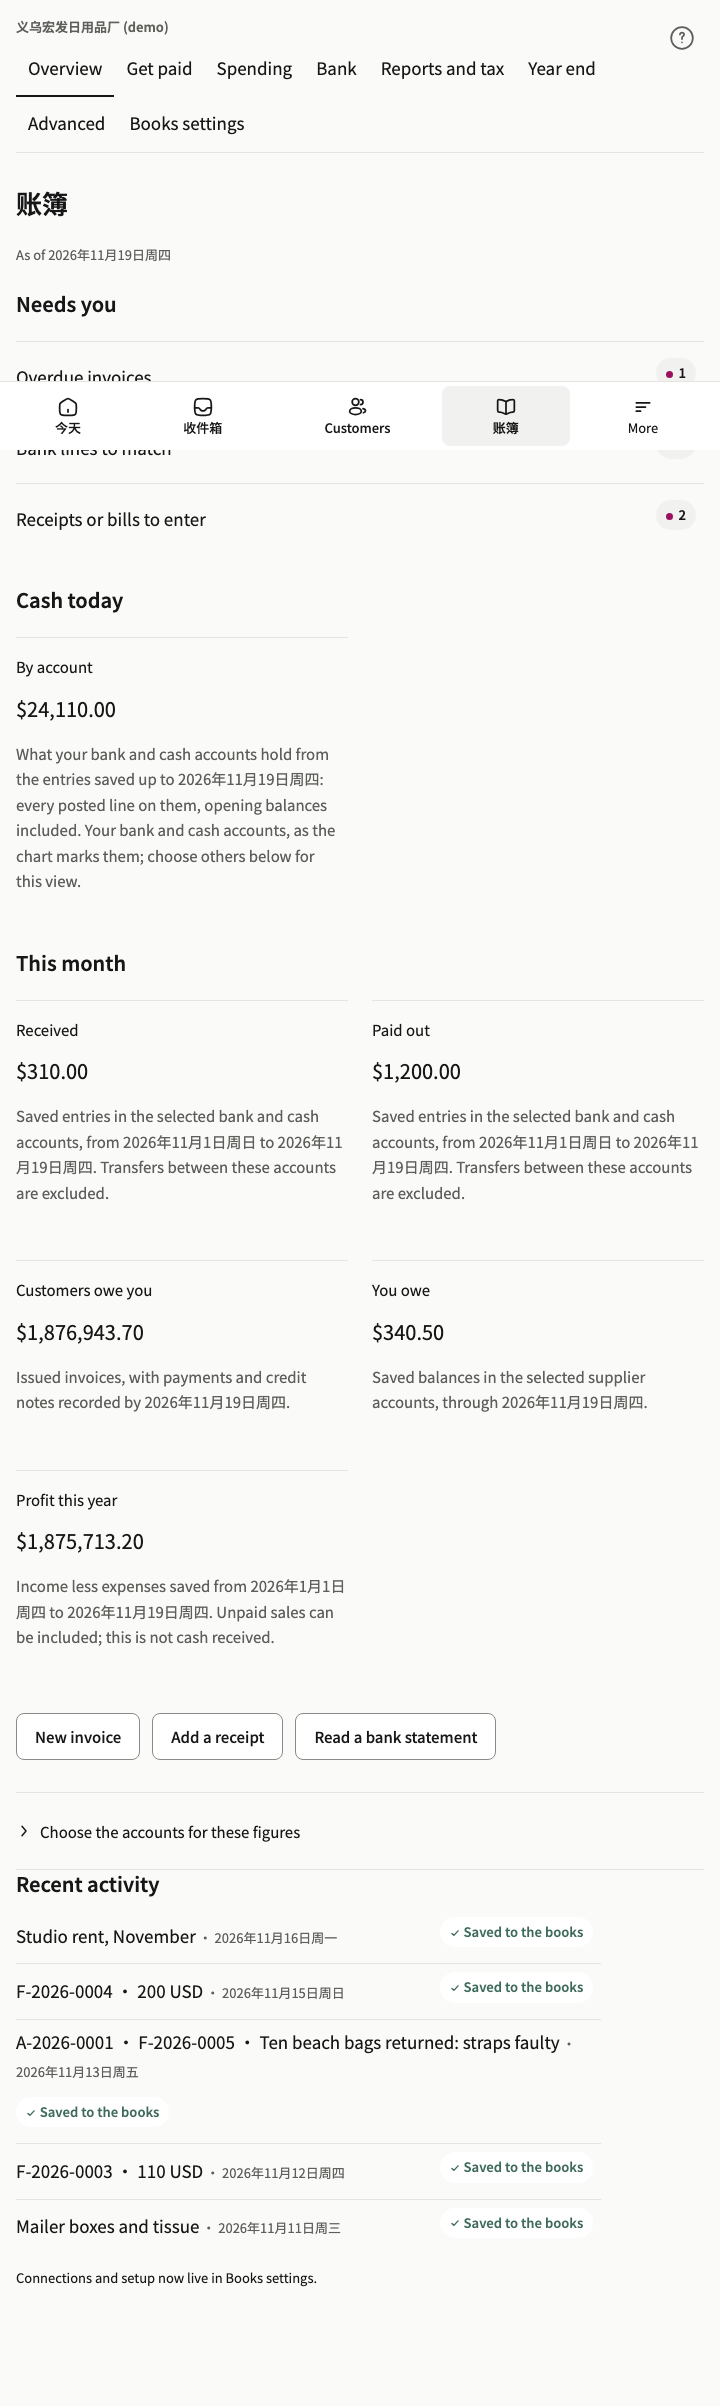 义乌宏发日用品厂 (demo)
Overview Get paid Spending Bank Reports and tax Year end
Advanced Books settings
账簿
As of 2026年11月19日周四
Needs you
Overdue invoices 1
今天 收件箱 Customers 账簿 More
Bank lines to match
Receipts or bills to enter 2
Cash today
By account
$24,110.00
What your bank and cash accounts hold from
the entries saved up to 2026年11月19日周四:
every posted line on them, opening balances
included. Your bank and cash accounts, as the
chart marks them; choose others below for
this view.
This month
Received
$310.00
Saved entries in the selected bank and cash
accounts, from 2026年11月1日周日 to 2026年11
月19日周四. Transfers between these accounts
are excluded.
Paid out
$1,200.00
Saved entries in the selected bank and cash
accounts, from 2026年11月1日周日 to 2026年11
月19日周四. Transfers between these accounts
are excluded.
Customers owe you
$1,876,943.70
Issued invoices, with payments and credit
notes recorded by 2026年11月19日周四.
You owe
$340.50
Saved balances in the selected supplier
accounts, through 2026年11月19日周四.
Profit this year
$1,875,713.20
Income less expenses saved from 2026年1月1日
周四 to 2026年11月19日周四. Unpaid sales can
be included; this is not cash received.
New invoice Add a receipt Read a bank statement
Choose the accounts for these figures
Recent activity
Studio rent, November · 2026年11月16日周一 ✓ Saved to the books
F-2026-0004 · 200 USD · 2026年11月15日周日 ✓ Saved to the books
A-2026-0001 · F-2026-0005 · Ten beach bags returned: straps faulty ·
2026年11月13日周五
✓ Saved to the books
F-2026-0003 · 110 USD · 2026年11月12日周四 ✓ Saved to the books
Mailer boxes and tissue · 2026年11月11日周三 ✓ Saved to the books
Connections and setup now live in Books settings.